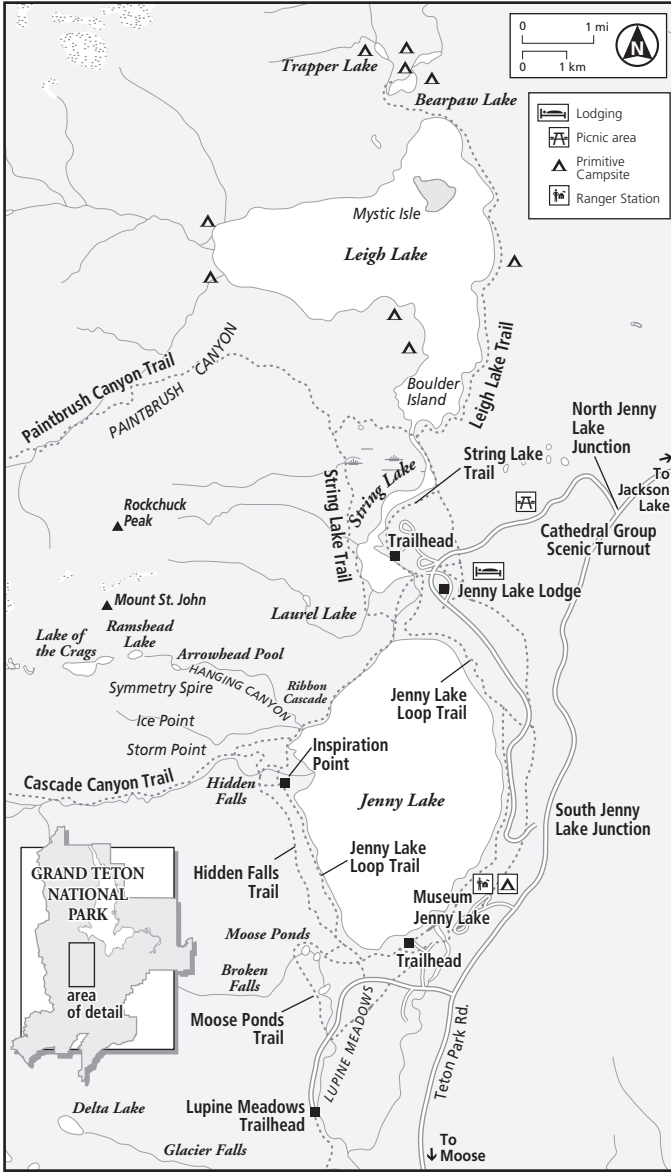 0 1 mi
0 1 km
N
Lodging
Picnic area
Primitive
Campsite
Ranger Station
Trapper Lake
Bearpaw Lake
Mystic Isle
Leigh Lake
Leigh Lake Trail
Paintbrush Canyon Trail
PAINTBRUSH CANYON
Boulder
Island
North Jenny
Lake
Junction
To
Jackson
Lake
String Lake
Trail
String Lake
String Lake Trail
Rockchuck
Peak
Trailhead
Cathedral Group
Scenic Turnout
Jenny Lake Lodge
Mount St. John
Laurel Lake
Ramshead
Lake
Lake of
the Crags
Arrowhead Pool
HANGING CANYON
Ribbon
Cascade
Symmetry Spire
Jenny Lake
Loop Trail
Ice Point
Storm Point
Inspiration
Point
Cascade Canyon Trail
Hidden
Falls
Jenny Lake
South Jenny
Lake Junction
Jenny Lake
Loop Trail
Hidden Falls
Trail
GRAND TETON
NATIONAL
PARK
area
of detail
Museum
Jenny Lake
Moose Ponds
Trailhead
Broken
Falls
Moose Ponds
Trail
LUPINE MEADOWS
Teton Park Rd.
Delta Lake
Lupine Meadows
Trailhead
Glacier Falls
To
Moose